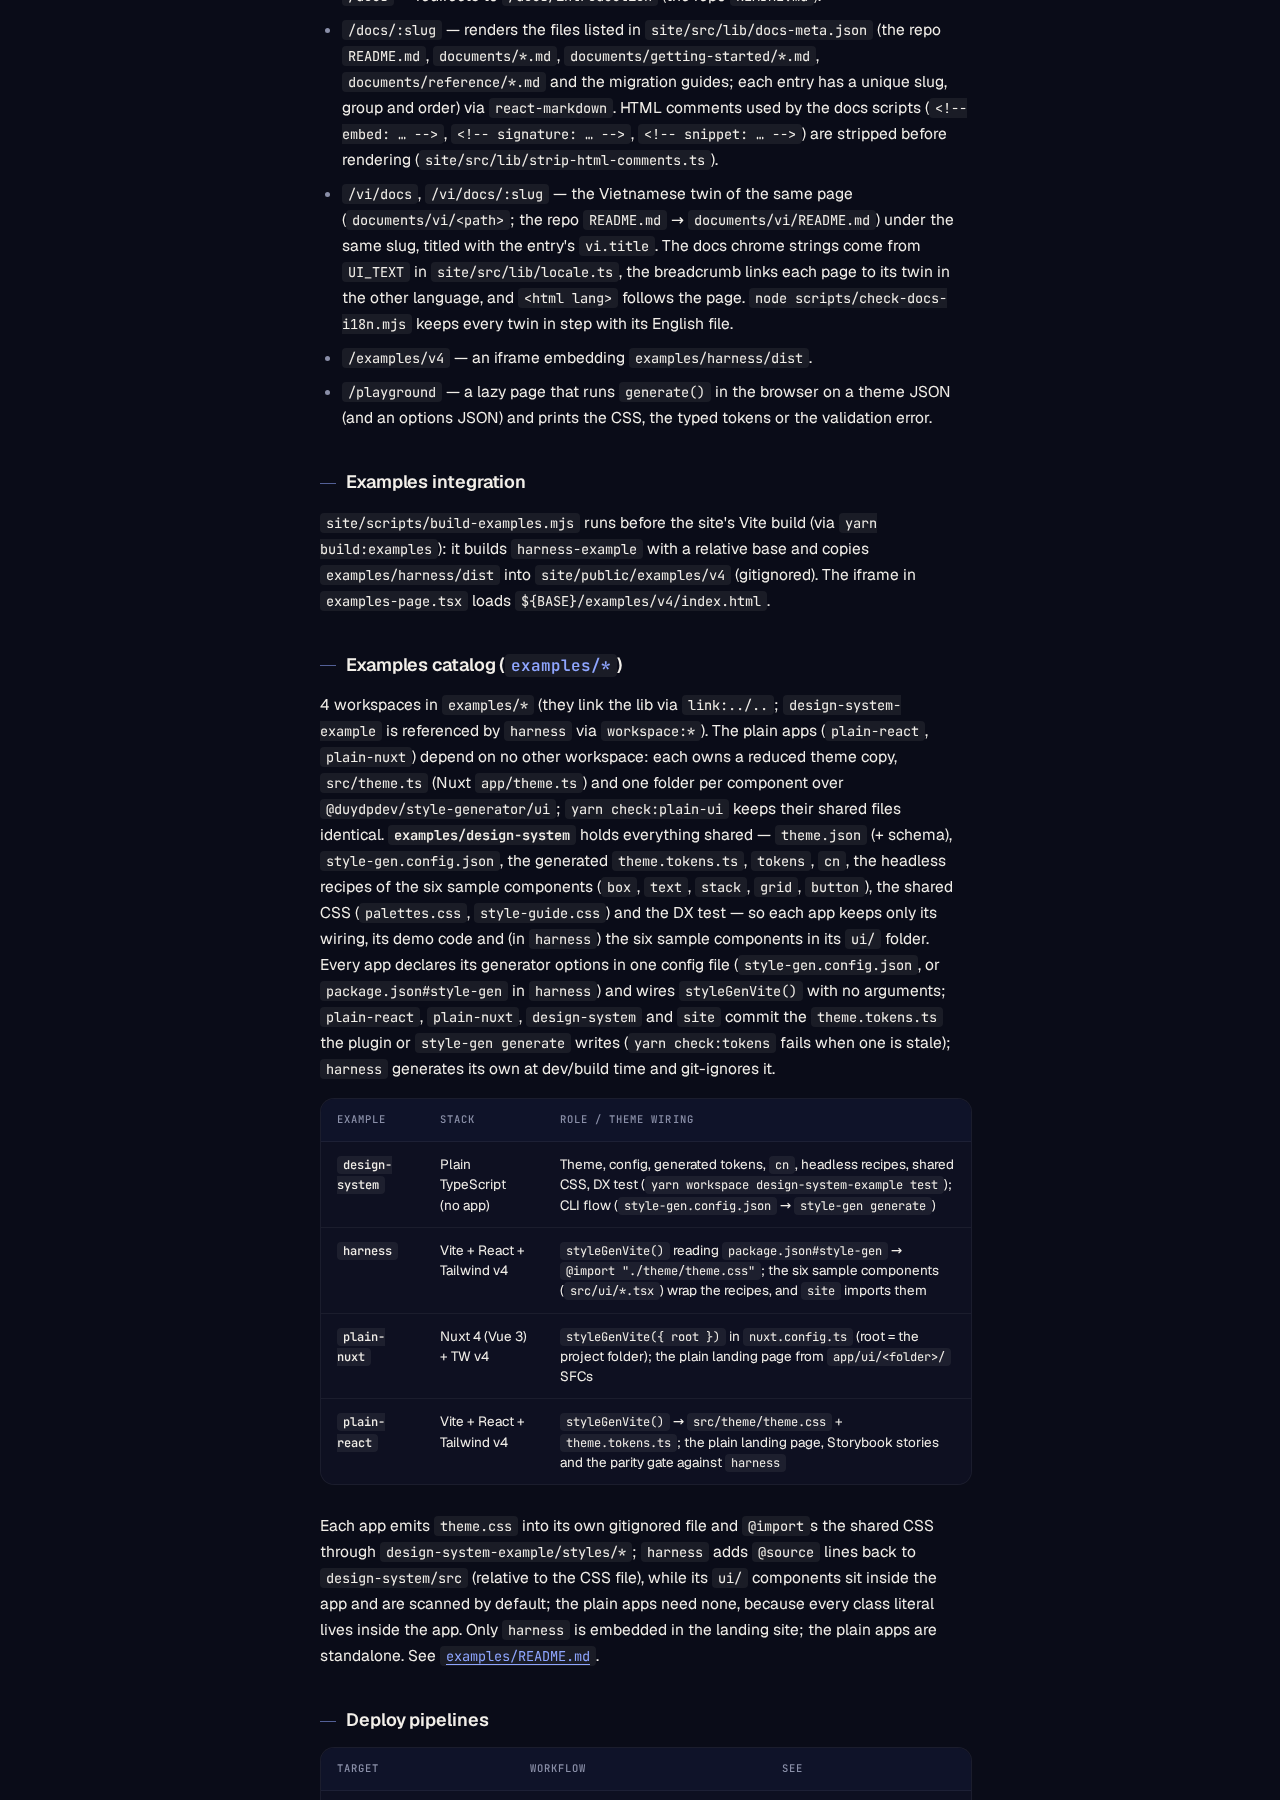 /docs/:slug — renders the files listed in site/src/lib/docs-meta.json (the repo
README.md, documents/*.md, documents/getting-started/*.md,
documents/reference/*.md and the migration guides; each entry has a unique slug,
group and order) via react-markdown. HTML comments used by the docs scripts (<!--
embed: … -->, <!-- signature: … -->, <!-- snippet: … -->) are stripped before
rendering (site/src/lib/strip-html-comments.ts).
/vi/docs, /vi/docs/:slug — the Vietnamese twin of the same page
(documents/vi/<path>; the repo README.md → documents/vi/README.md) under the
same slug, titled with the entry's vi.title. The docs chrome strings come from
UI_TEXT in site/src/lib/locale.ts, the breadcrumb links each page to its twin in
the other language, and <html lang> follows the page. node scripts/check-docs-
i18n.mjs keeps every twin in step with its English file.
/examples/v4 — an iframe embedding examples/harness/dist.
/playground — a lazy page that runs generate() in the browser on a theme JSON
(and an options JSON) and prints the CSS, the typed tokens or the validation error.
— Examples integration
site/scripts/build-examples.mjs runs before the site's Vite build (via yarn
build:examples): it builds harness-example with a relative base and copies
examples/harness/dist into site/public/examples/v4 (gitignored). The iframe in
examples-page.tsx loads ${BASE}/examples/v4/index.html.
— Examples catalog (examples/*)
4 workspaces in examples/* (they link the lib via link:../..; design-system-
example is referenced by harness via workspace:*). The plain apps (plain-react,
plain-nuxt) depend on no other workspace: each owns a reduced theme copy,
src/theme.ts (Nuxt app/theme.ts) and one folder per component over
@duydpdev/style-generator/ui; yarn check:plain-ui keeps their shared files
identical. examples/design-system holds everything shared — theme.json (+ schema),
style-gen.config.json, the generated theme.tokens.ts, tokens, cn, the headless
recipes of the six sample components (box, text, stack, grid, button), the shared
CSS (palettes.css, style-guide.css) and the DX test — so each app keeps only its
wiring, its demo code and (in harness) the six sample components in its ui/ folder.
Every app declares its generator options in one config file (style-gen.config.json, or
package.json#style-gen in harness) and wires styleGenVite() with no arguments;
plain-react, plain-nuxt, design-system and site commit the theme.tokens.ts
the plugin or style-gen generate writes (yarn check:tokens fails when one is stale);
harness generates its own at dev/build time and git-ignores it.
EXAMPLE STACK ROLE / THEME WIRING
design- Plain Theme, config, generated tokens, cn, headless recipes, shared
system TypeScript CSS, DX test (yarn workspace design-system-example test);
(no app) CLI flow (style-gen.config.json → style-gen generate)
harness Vite + React + styleGenVite() reading package.json#style-gen →
Tailwind v4 @import "./theme/theme.css"; the six sample components
(src/ui/*.tsx) wrap the recipes, and site imports them
plain- Nuxt 4 (Vue 3) styleGenVite({ root }) in nuxt.config.ts (root = the
nuxt + TW v4 project folder); the plain landing page from app/ui/<folder>/
SFCs
plain- Vite + React + styleGenVite() → src/theme/theme.css +
react Tailwind v4 theme.tokens.ts; the plain landing page, Storybook stories
and the parity gate against harness
Each app emits theme.css into its own gitignored file and @imports the shared CSS
through design-system-example/styles/*; harness adds @source lines back to
design-system/src (relative to the CSS file), while its ui/ components sit inside the
app and are scanned by default; the plain apps need none, because every class literal
lives inside the app. Only harness is embedded in the landing site; the plain apps are
standalone. See examples/README.md.
— Deploy pipelines
TARGET WORKFLOW SEE